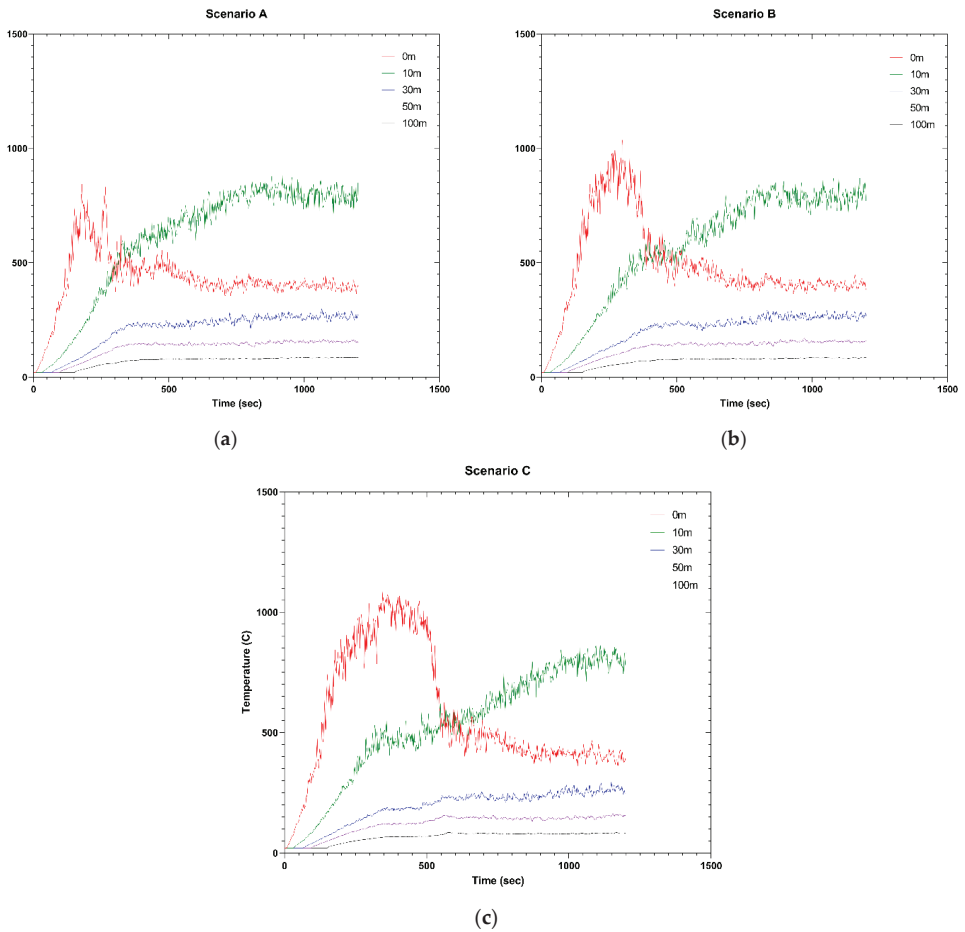 Scenario A
1500
1000
500
0
0m
10m
30m
50m
100m
0 500 1000 1500
Time (sec)
(a)
Scenario B
1500
1000
500
0
0m
10m
30m
50m
100m
0 500 1000 1500
Time (sec)
(b)
Scenario C
1500
1000
500
0
Temperature (C)
0m
10m
30m
50m
100m
0 500 1000 1500
Time (sec)
(c)